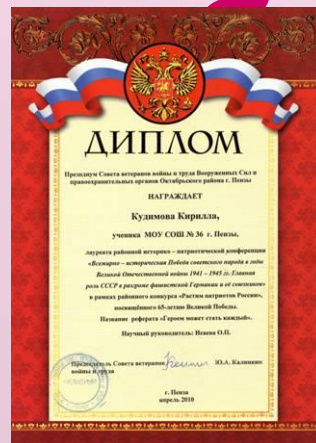 ДИПЛОМ
Президиум Совета ветеранов войны и труда Вооруженных Сил и
правоохранительных органов Октябрьского района г. Пензы
НАГРАЖДАЕТ
Кудимова Кирилла,
ученика МОУ СОШ № 36 г. Пензы,
лауреата районной историко – патриотической конференции
«Всемирно – историческая Победа советского народа в годы
Великой Отечественной войны 1941 – 1945 гг. Главная
роль СССР в разгроме фашистской Германии и её союзников»
в рамках районного конкурса «Растим патриотов России»,
посвящённого 65-летию Великой Победы.
Название реферата «Героем может стать каждый».
Научный руководитель: О.П.
Председатель Совета ветеранов Ю.А. Калинкин
войны и труда
г. Пенза
апрель 2010